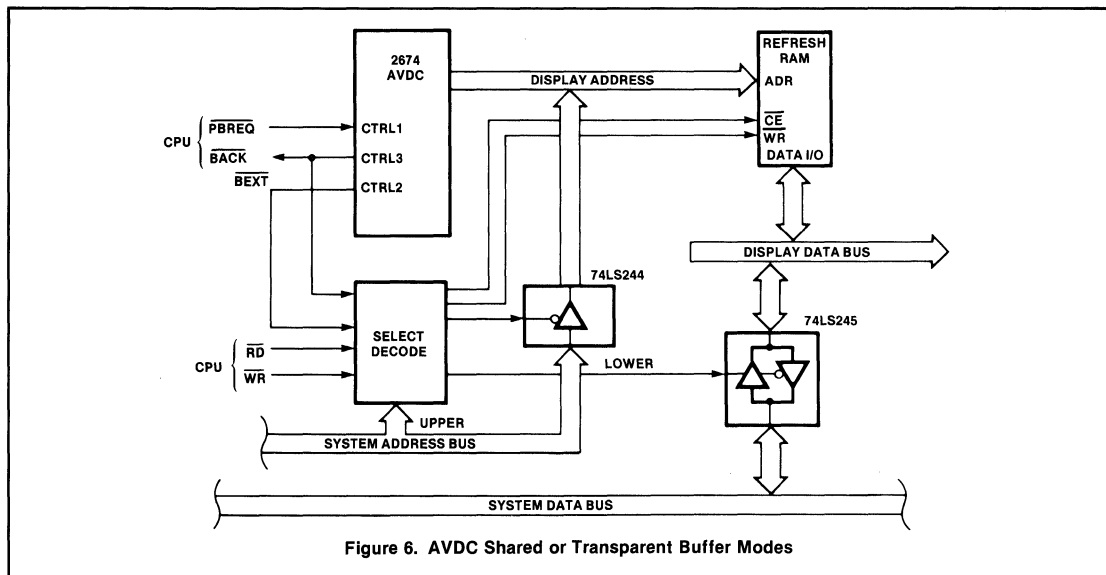 2674
AVDC
REFRESH
RAM
DISPLAY ADDRESS
ADR
CPU
PBREQ
CTRL1
CE
BACK
CTRL3
WR
BEXT
CTRL2
DATA I/O
DISPLAY DATA BUS
74LS244
SELECT
DECODE
74LS245
CPU
RD
LOWER
WR
UPPER
SYSTEM ADDRESS BUS
SYSTEM DATA BUS
Figure 6. AVDC Shared or Transparent Buffer Modes